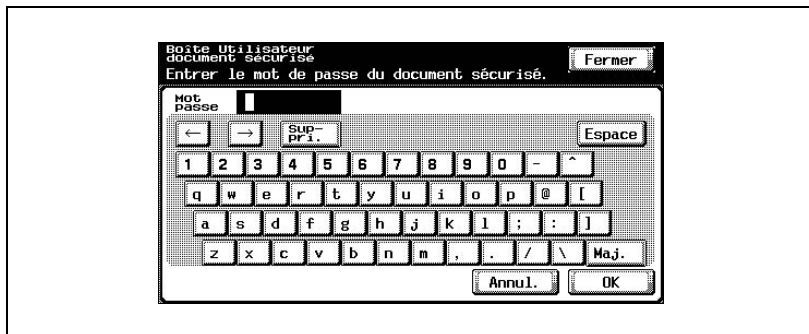 Boîte Utilisateur
document sécurisé
Fermer
Entrer le mot de passe du document sécurisé.
Mot
passe
← → Sup-
pri.
Espace
1 2 3 4 5 6 7 8 9 0 - ^
q w e r t y u i o p @ [
a s d f g h j k l ; : ]
z x c v b n m , . / \ Maj.
Annul. OK